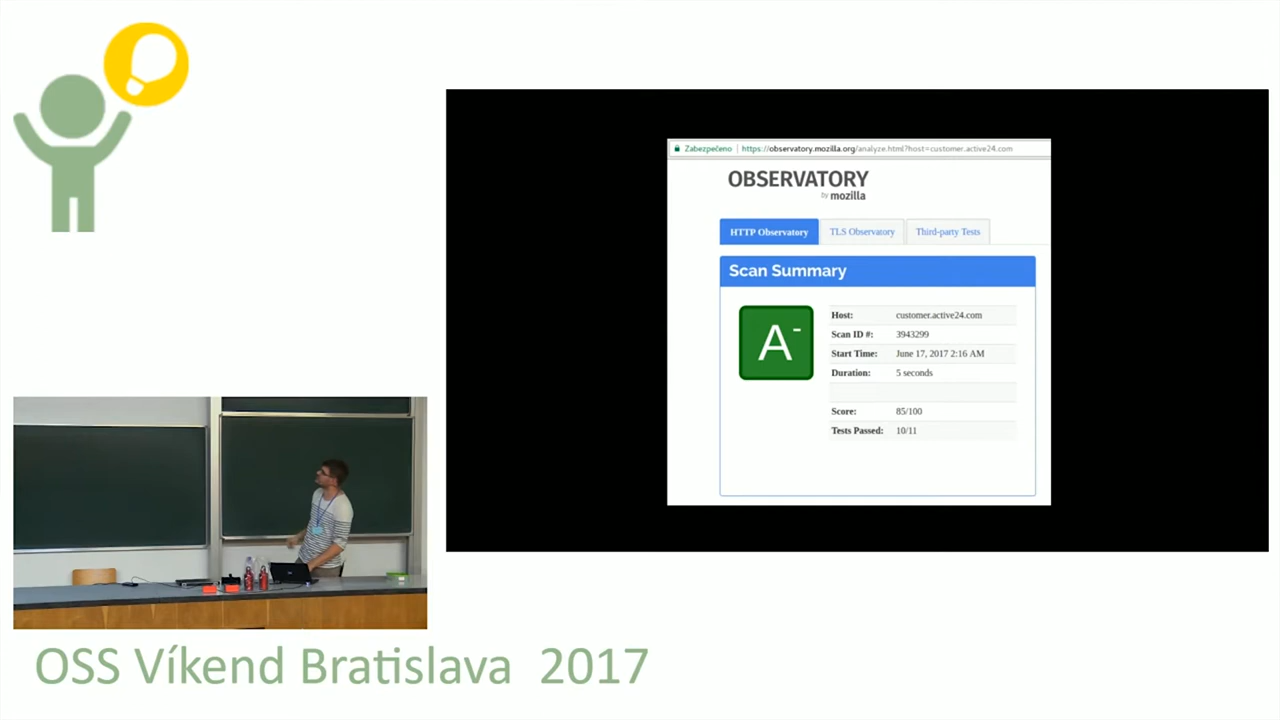 Zabezpečeno https://observatory.mozilla.org/analyze.html?host=customer.active24.com
OBSERVATORY
by mozilla
HTTP Observatory TLS Observatory Third-party Tests
Scan Summary
A-
Host: customer.active24.com
Scan ID #: 3943299
Start Time: June 17, 2017 2:16 AM
Duration: 5 seconds
Score: 85/100
Tests Passed: 10/11
OSS Víkend Bratislava 2017